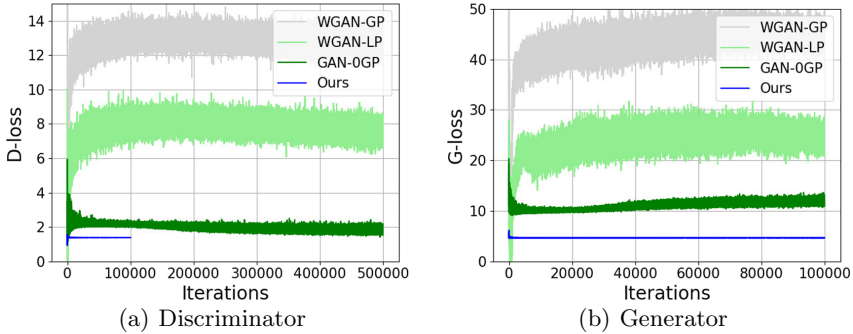 WGAN-GP
WGAN-LP
GAN-0GP
Ours
D-loss
14
12
10
8
6
4
2
0
0 100000 200000 300000 400000 500000
Iterations
(a) Discriminator
WGAN-GP
WGAN-LP
GAN-0GP
Ours
G-loss
50
40
30
20
10
0
0 20000 40000 60000 80000 100000
Iterations
(b) Generator